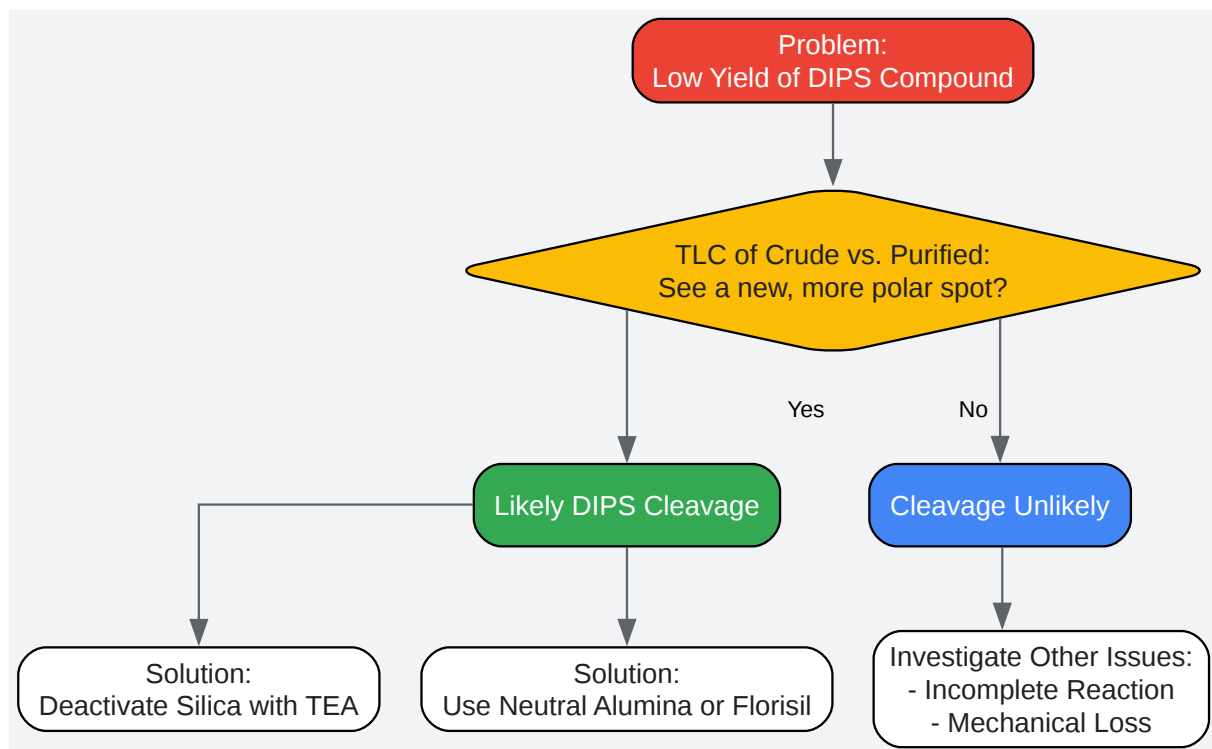 Problem:
Low Yield of DIPS Compound
TLC of Crude vs. Purified:
See a new, more polar spot?
Yes
No
Likely DIPS Cleavage
Cleavage Unlikely
Solution:
Deactivate Silica with TEA
Solution:
Use Neutral Alumina or Florisil
Investigate Other Issues:
- Incomplete Reaction
- Mechanical Loss